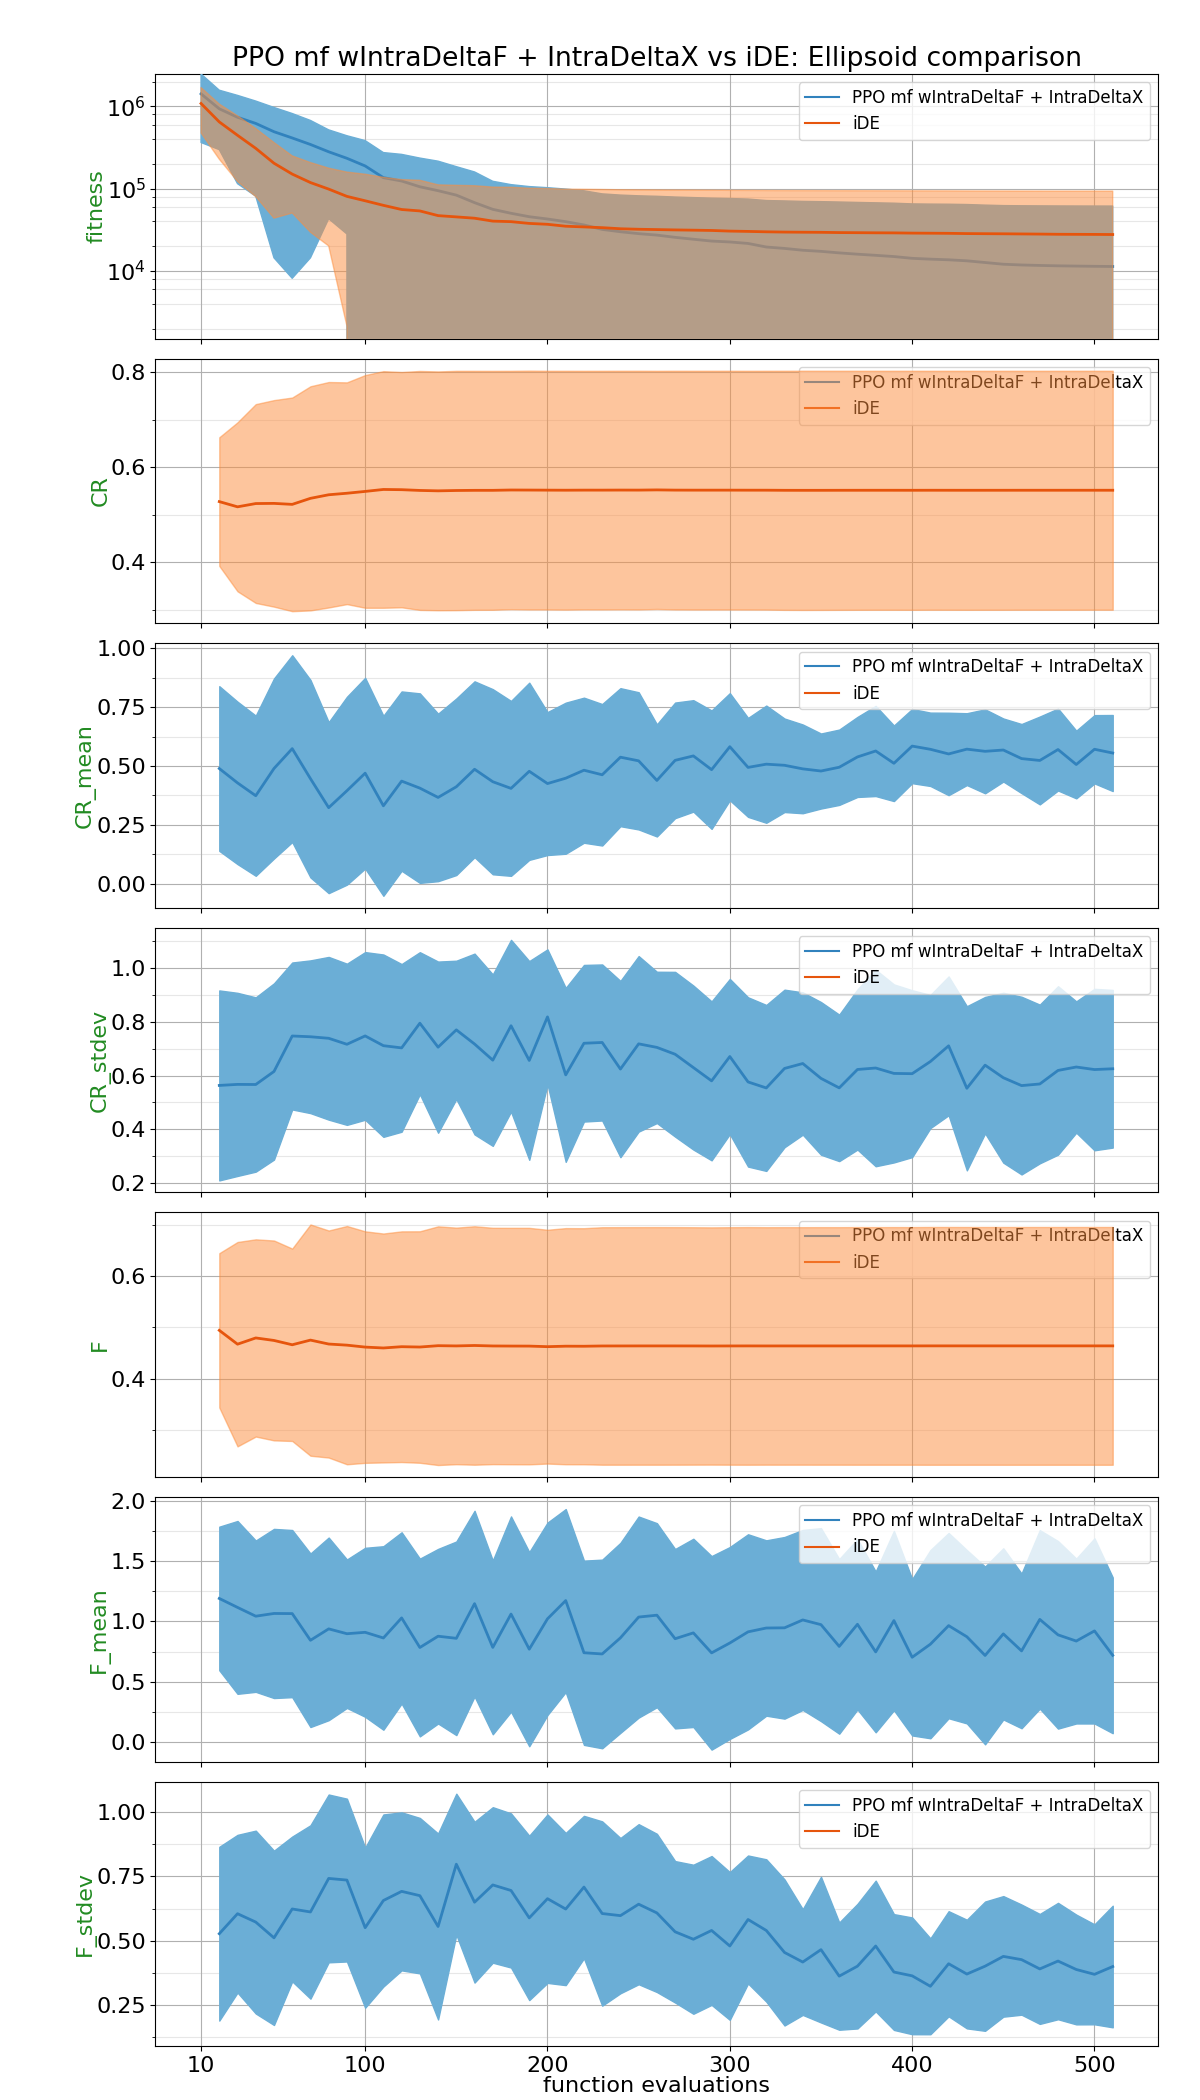 PPO mf wIntraDeltaF + IntraDeltaX vs iDE: Ellipsoid comparison
fitness
10^6
10^5
10^4
PPO mf wIntraDeltaF + IntraDeltaX
iDE
CR
0.8
0.6
0.4
PPO mf wIntraDeltaF + IntraDeltaX
iDE
CR_mean
1.00
0.75
0.50
0.25
0.00
PPO mf wIntraDeltaF + IntraDeltaX
iDE
CR_stdev
1.0
0.8
0.6
0.4
0.2
PPO mf wIntraDeltaF + IntraDeltaX
iDE
F
0.6
0.4
PPO mf wIntraDeltaF + IntraDeltaX
iDE
F_mean
2.0
1.5
1.0
0.5
0.0
PPO mf wIntraDeltaF + IntraDeltaX
iDE
F_stdev
1.00
0.75
0.50
0.25
PPO mf wIntraDeltaF + IntraDeltaX
iDE
10 100 200 300 400 500
function evaluations